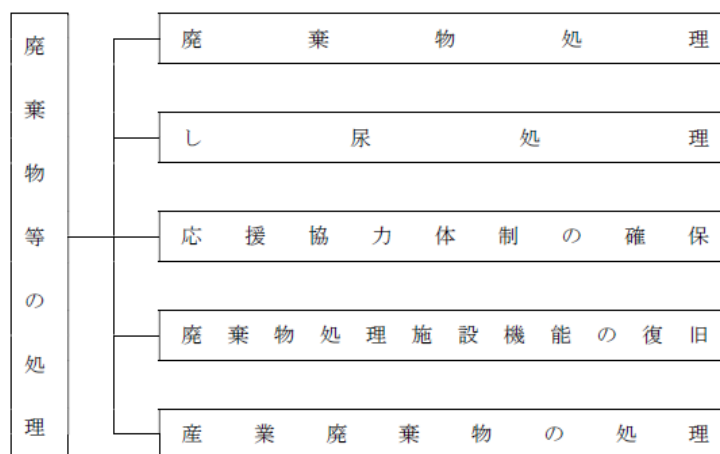 廃棄物等の処理
廃棄物処理
し尿処理
応援協力体制の確保
廃棄物処理施設機能の復旧
産業廃棄物の処理